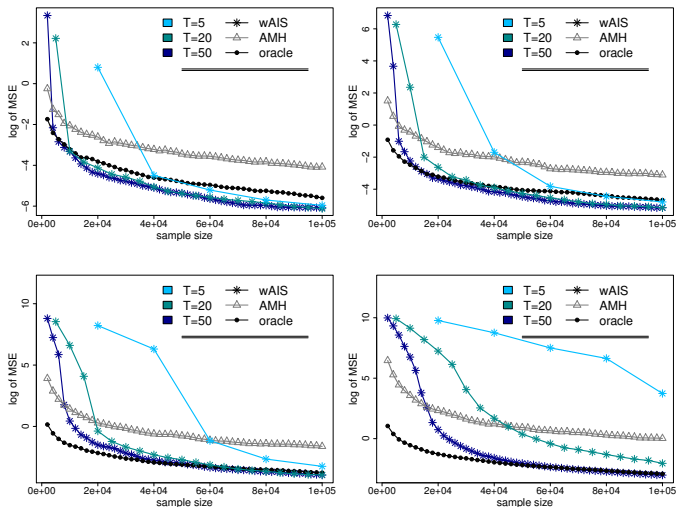 T=5 wAIS
T=20 AMH
T=50 oracle
log of MSE
2
0
−2
−4
−6
0e+00 2e+04 4e+04 6e+04 8e+04 1e+05
sample size
T=5 wAIS
T=20 AMH
T=50 oracle
log of MSE
6
4
2
0
−2
−4
0e+00 2e+04 4e+04 6e+04 8e+04 1e+05
sample size
T=5 wAIS
T=20 AMH
T=50 oracle
log of MSE
10
5
0
0e+00 2e+04 4e+04 6e+04 8e+04 1e+05
sample size
T=5 wAIS
T=20 AMH
T=50 oracle
log of MSE
10
5
0
0e+00 2e+04 4e+04 6e+04 8e+04 1e+05
sample size